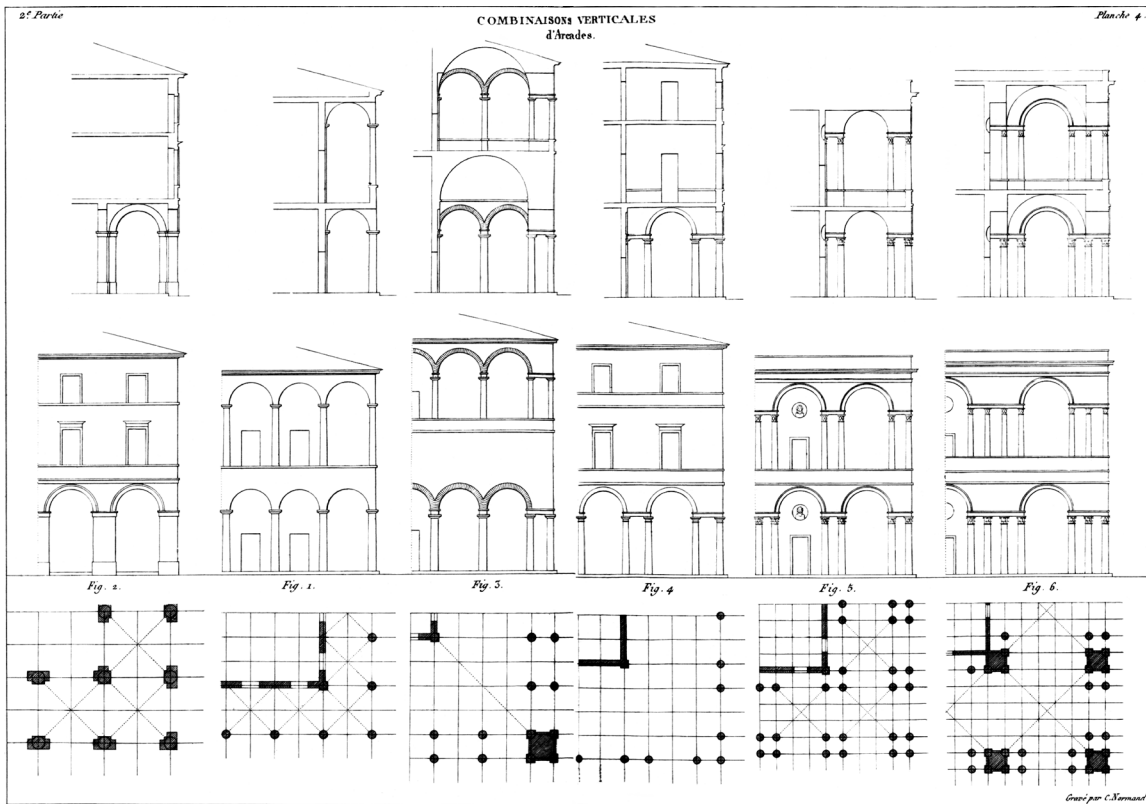 2.e Partie
COMBINAISONS VERTICALES
d'Arcades.
Planche 4.
Fig. 2.
Fig. 1.
Fig. 3.
Fig. 4
Fig. 5.
Fig. 6.
Gravé par C. Normand